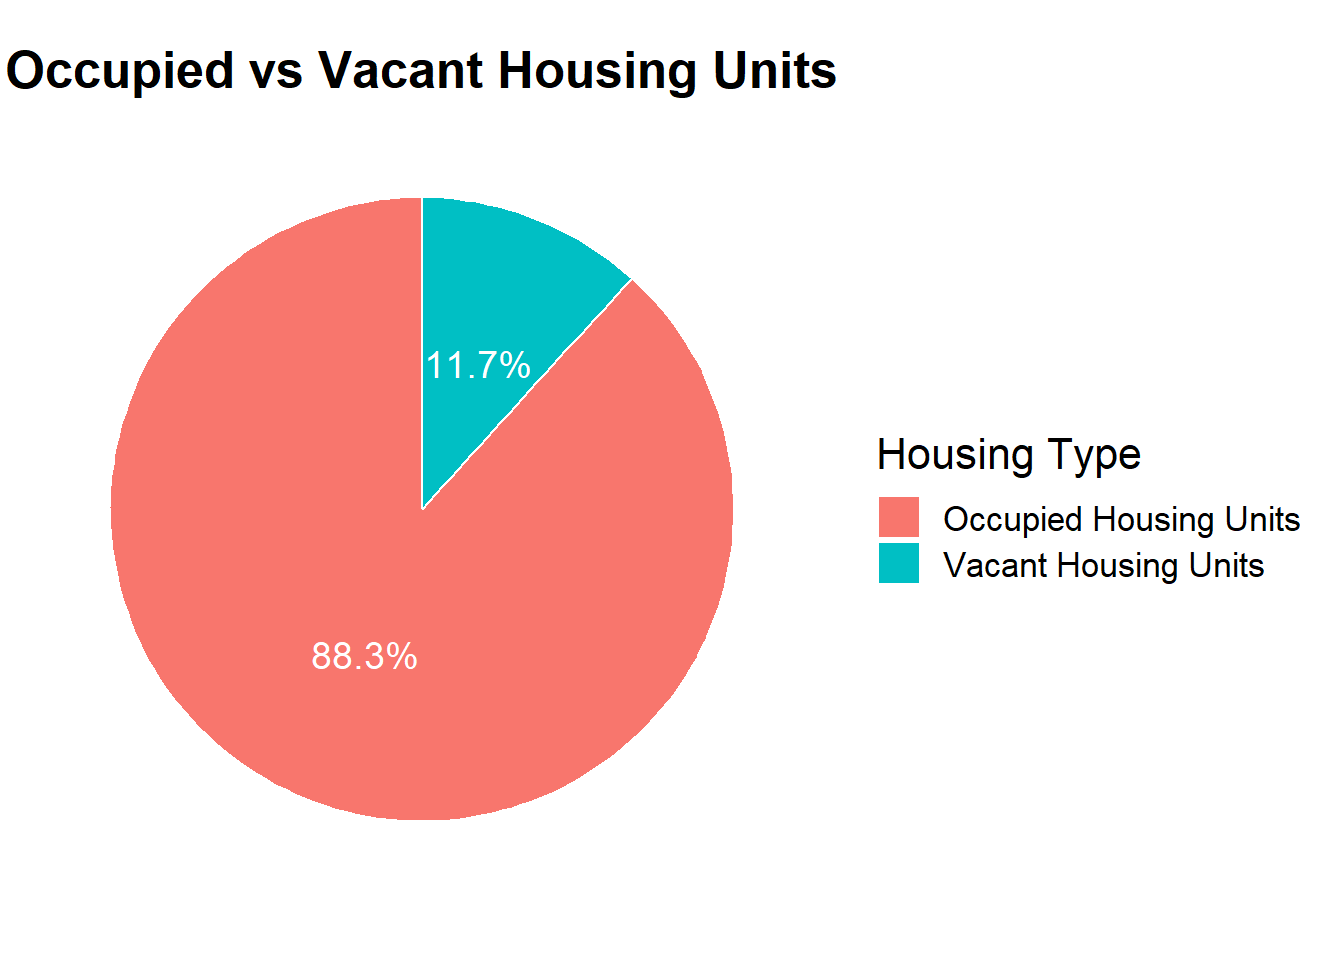 Occupied vs Vacant Housing Units
11.7%
88.3%
Housing Type
Occupied Housing Units
Vacant Housing Units